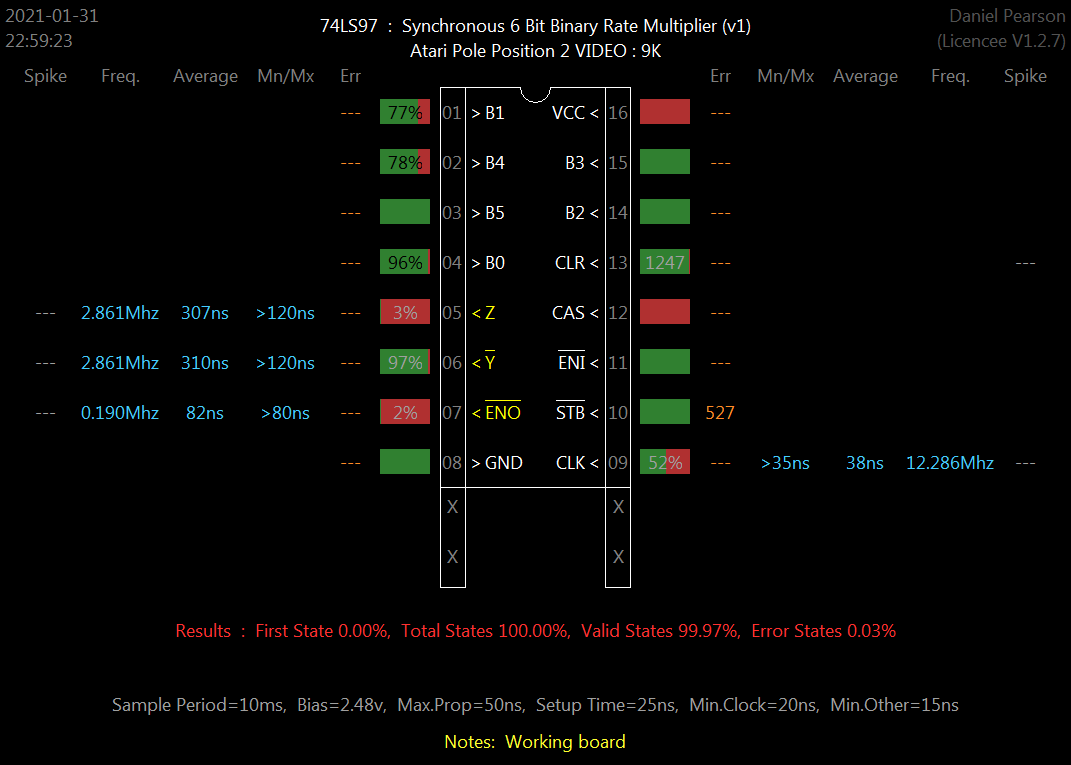 2021-01-31 74LS97 : Synchronous 6 Bit Binary Rate Multiplier (v1) Daniel Pearson
22:59:23 Atari Pole Position 2 VIDEO : 9K (Licencee V1.2.7)
Spike Freq. Average Mn/Mx Err Err Mn/Mx Average Freq. Spike
--- 77% 01 > B1 VCC < 16 ---
--- 78% 02 > B4 B3 < 15 ---
--- 03 > B5 B2 < 14 ---
--- 96% 04 > B0 CLR < 13 1247 --- ---
--- 2.861Mhz 307ns >120ns --- 3% 05 < Z CAS < 12 ---
--- 2.861Mhz 310ns >120ns --- 97% 06 < Y ENI < 11 ---
--- 0.190Mhz 82ns >80ns --- 2% 07 < ENO STB < 10 527
--- 08 > GND CLK < 09 52% --- >35ns 38ns 12.286Mhz ---
X X
X X
Results : First State 0.00%, Total States 100.00%, Valid States 99.97%, Error States 0.03%
Sample Period=10ms, Bias=2.48v, Max.Prop=50ns, Setup Time=25ns, Min.Clock=20ns, Min.Other=15ns
Notes: Working board